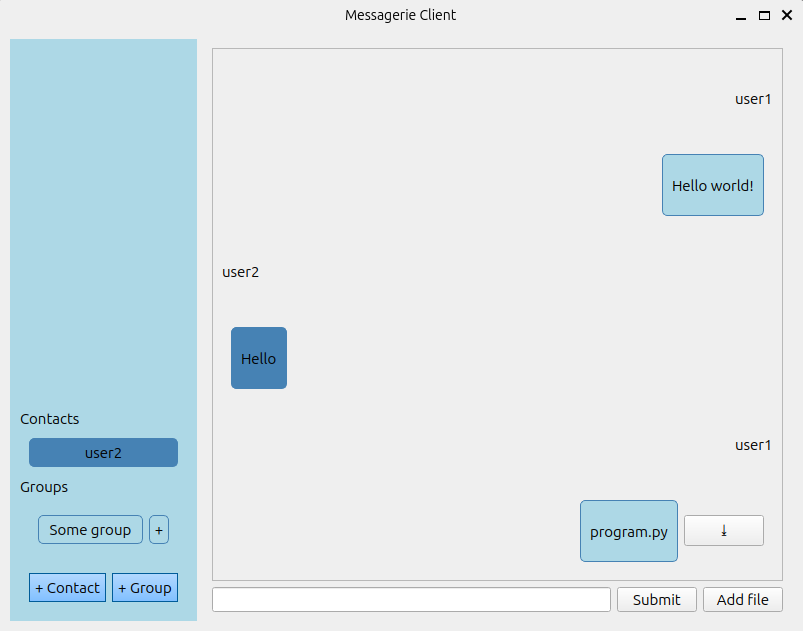 Messagerie Client
Contacts
user2
Groups
Some group +
+ Contact + Group
user1
Hello world!
user2
Hello
user1
program.py ⭳
Submit Add file